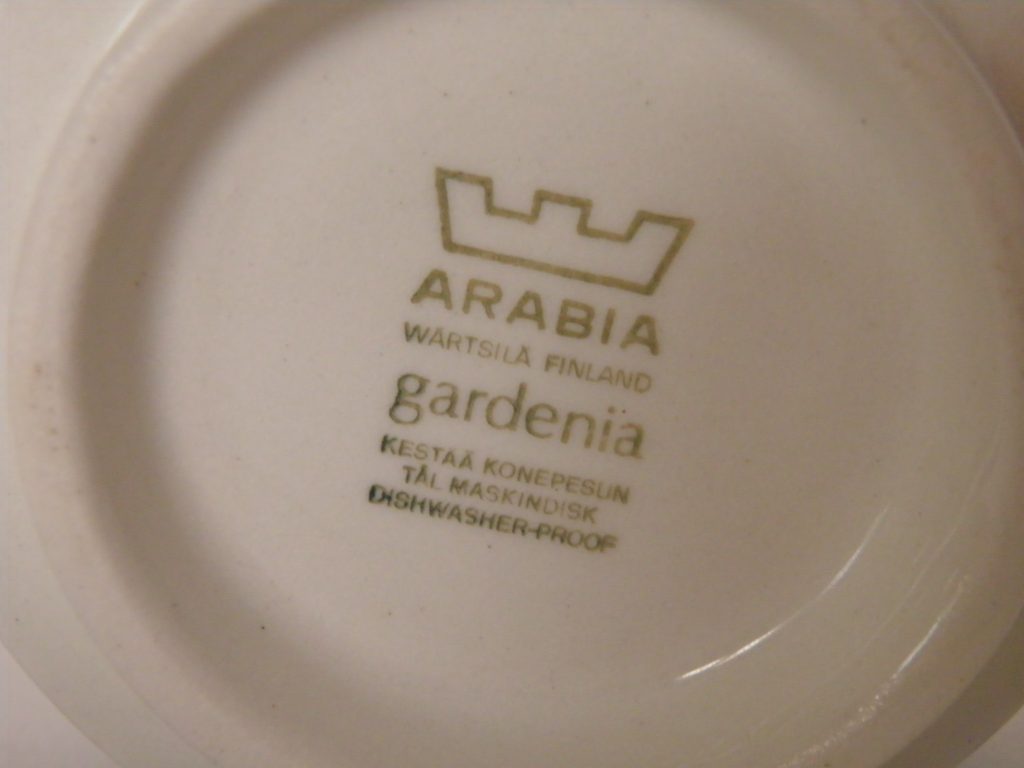 ARABIA
WÄRTSILÄ FINLAND
gardenia
KESTÄÄ KONEPESUN
TÅL MASKINDISK
DISHWASHER-PROOF